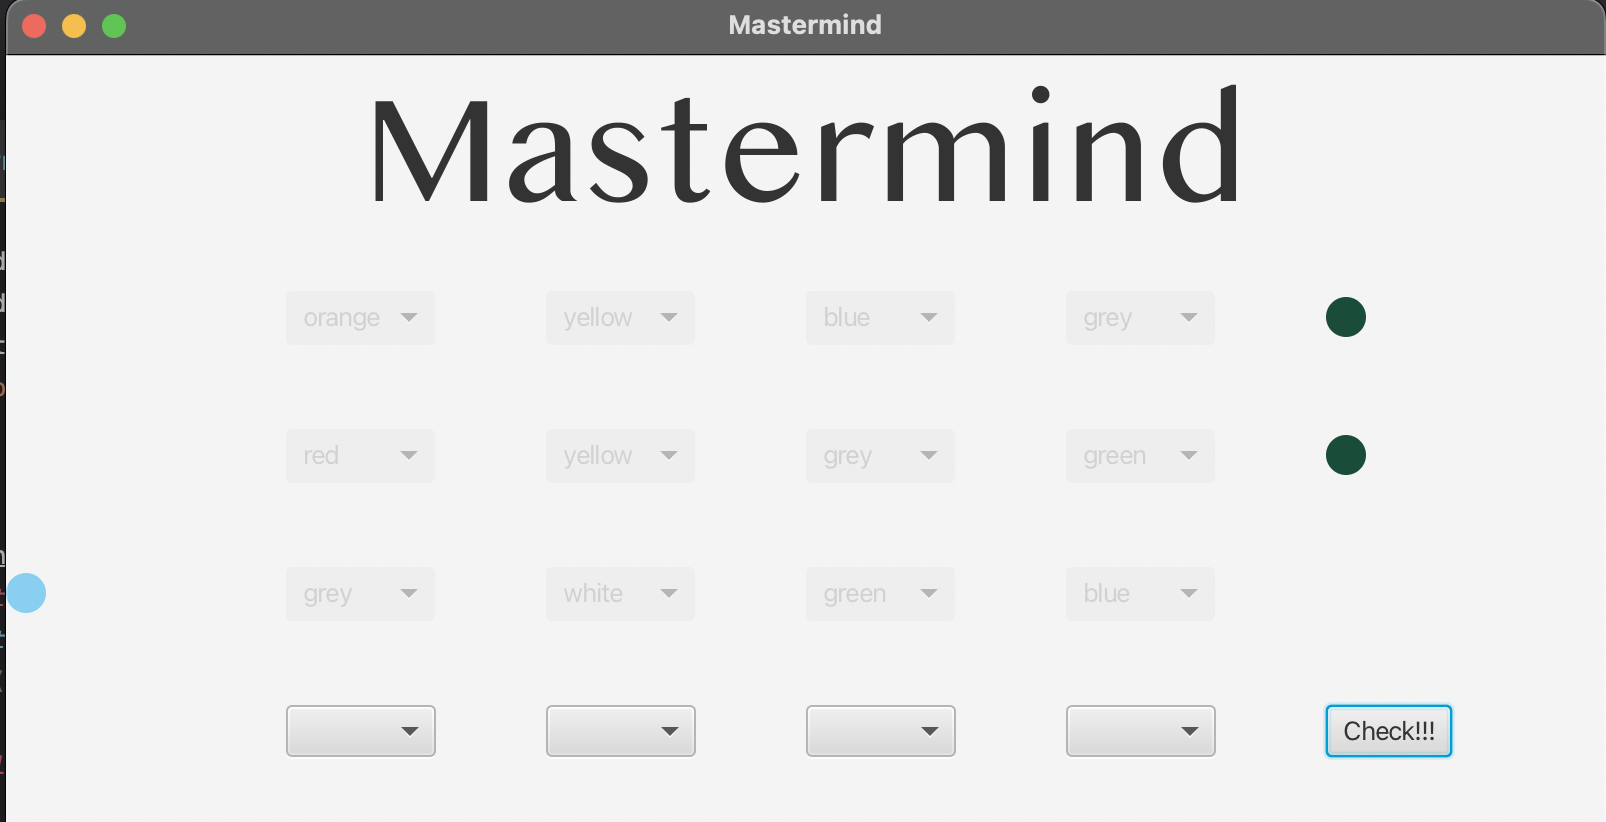 Mastermind
Mastermind
orange yellow blue grey
red yellow grey green
grey white green blue
Check!!!